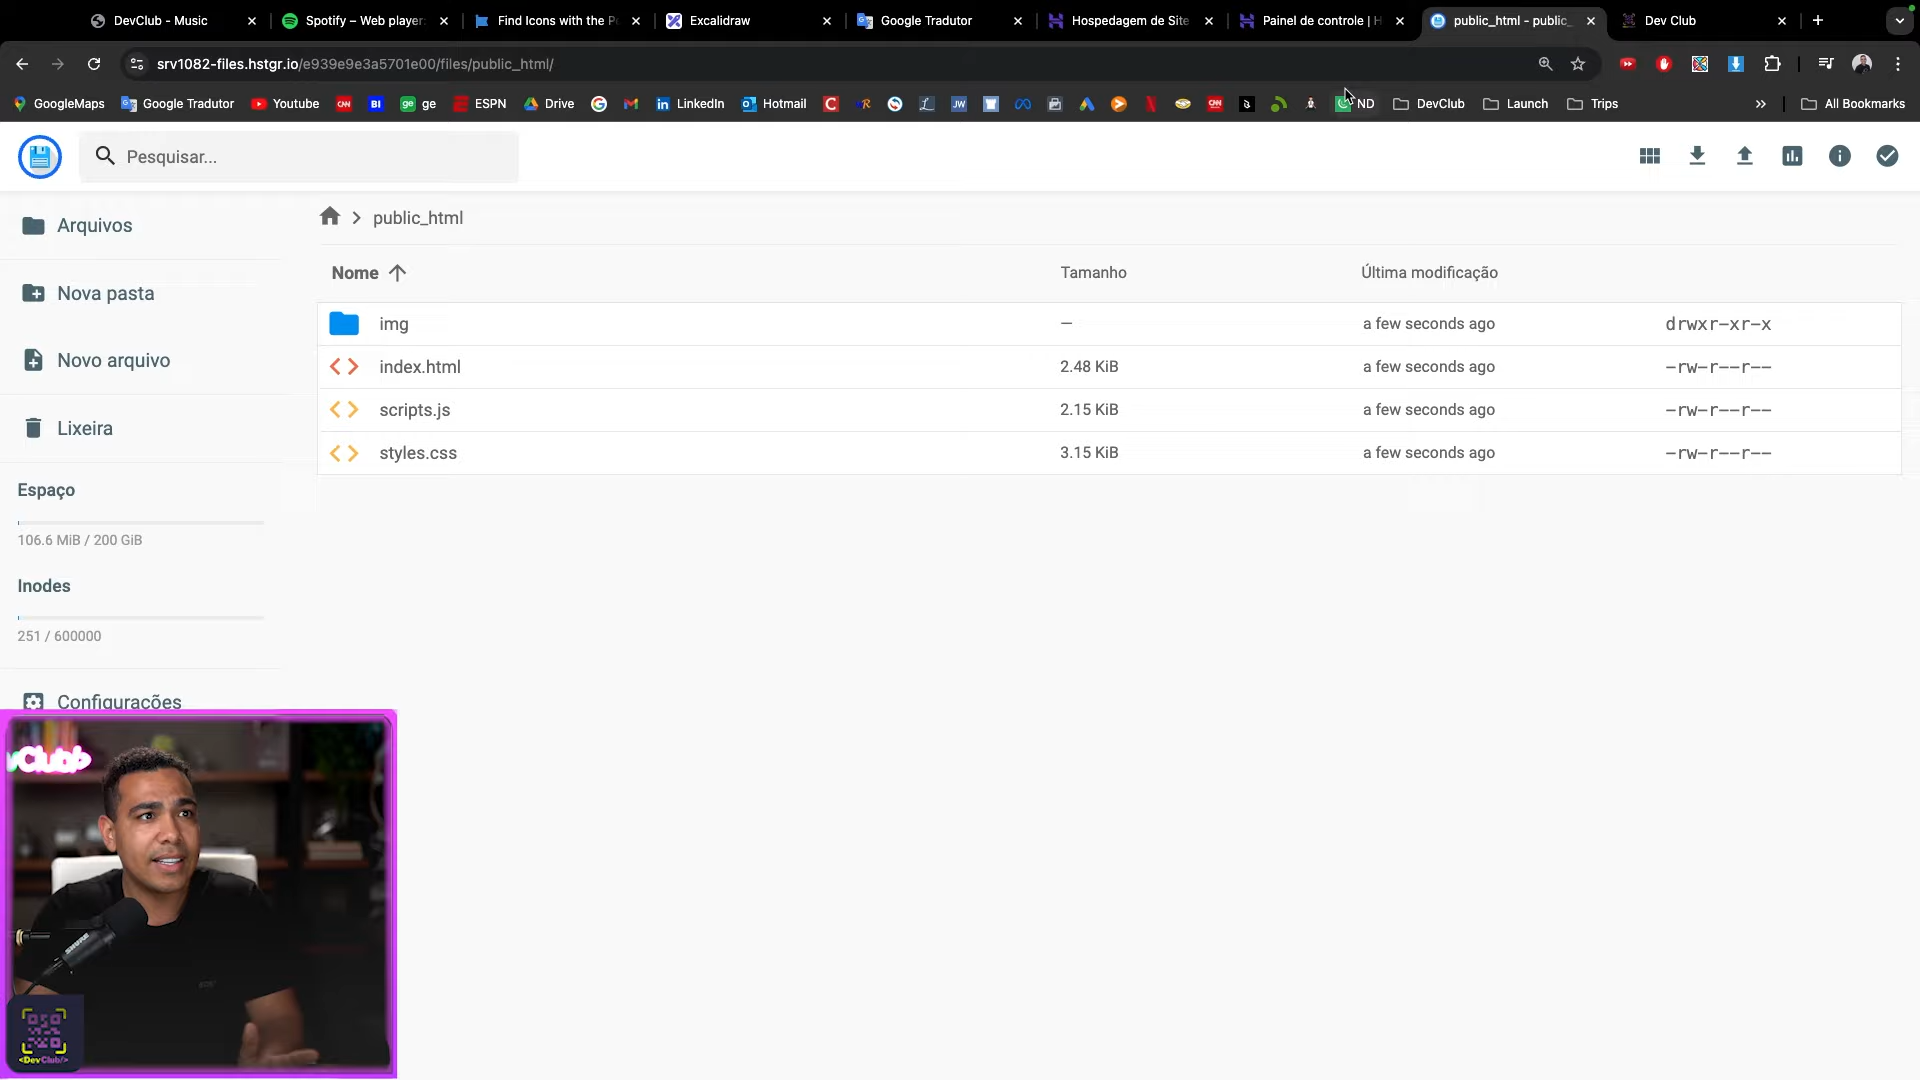 DevClub - Music
Spotify – Web player:
Find Icons with the Pe
Excalidraw
Google Tradutor
Hospedagem de Site
Painel de controle | H
public_html - public_
Dev Club
srv1082-files.hstgr.io/e939e9e3a5701e00/files/public_html/
GoogleMaps
Google Tradutor
Youtube
ge
ESPN
Drive
LinkedIn
Hotmail
ND
DevClub
Launch
Trips
All Bookmarks
Pesquisar...
Arquivos
Nova pasta
Novo arquivo
Lixeira
Espaço
106.6 MiB / 200 GiB
Inodes
251 / 600000
Configurações
public_html
Nome Tamanho Última modificação
img — a few seconds ago drwxr-xr-x
index.html 2.48 KiB a few seconds ago -rw-r--r--
scripts.js 2.15 KiB a few seconds ago -rw-r--r--
styles.css 3.15 KiB a few seconds ago -rw-r--r--
SHURE
<DevClub/>